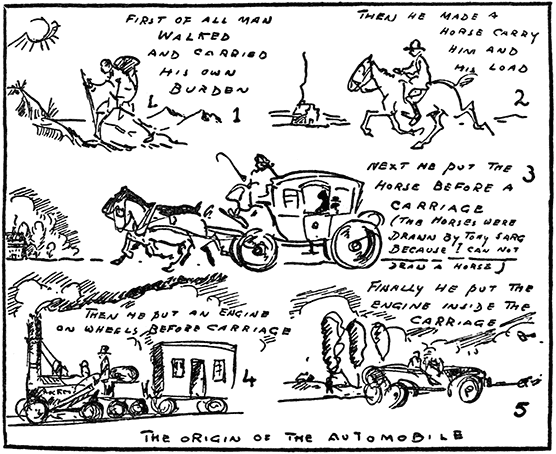 FIRST OF ALL MAN
WALKED
AND CARRIED
HIS OWN
BURDEN
1
THEN HE MADE A
HORSE CARRY
HIM AND
HIS LOAD
2
NEXT HE PUT THE
3
HORSE BEFORE A
CARRIAGE
(THE HORSES WERE
DRAWN BY TONY SARG
BECAUSE I CAN NOT
DRAW A HORSE)
THEN HE PUT AN ENGINE
ON WHEELS BEFORE CARRIAGE
4
FINALLY HE PUT THE
ENGINE INSIDE THE
CARRIAGE
5
THE ORIGIN OF THE AUTOMOBILE